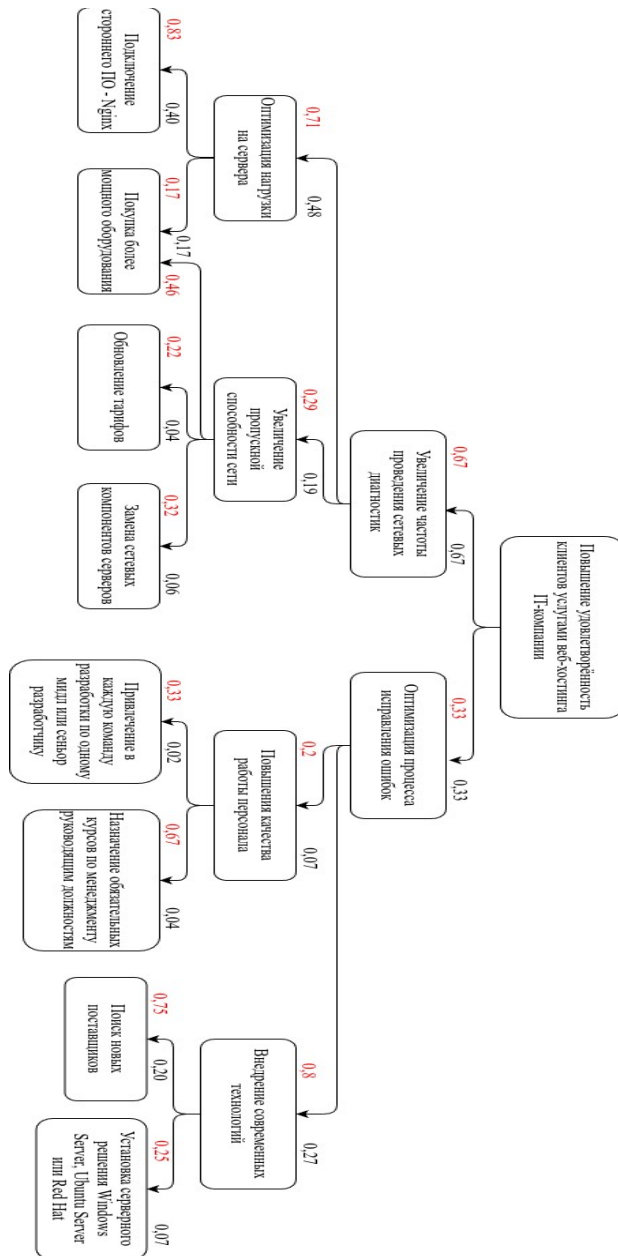 Повышение удовлетворённость
клиентов услугами веб-хостинга
IT-компании
0,67
0,67
Увеличение частоты
проведения сетевых
диагностик
0,33
0,33
Оптимизация процесса
исправления ошибок
0,71
0,48
Оптимизация нагрузки
на сервера
0,29
0,19
Увеличение
пропускной
способности сети
0,2
0,07
Повышения качества
работы персонала
0,8
0,27
Внедрение современных
технологий
0,83
0,40
Подключение
стороннего ПО - Nginx
0,17
0,17
0,46
Покупка более
мощного оборудования
0,22
0,04
Обновление тарифов
0,32
0,06
Замена сетевых
компонентов серверов
0,33
0,02
Привлечение в
каждую команду
разработки по одному
мидл или сеньор
разработчику
0,67
0,04
Назначение обязательных
курсов по менеджменту
руководящим должностям
0,75
0,20
Поиск новых
поставщиков
0,25
0,07
Установка серверного
решения Windows
Server, Ubuntu Server
или Red Hat